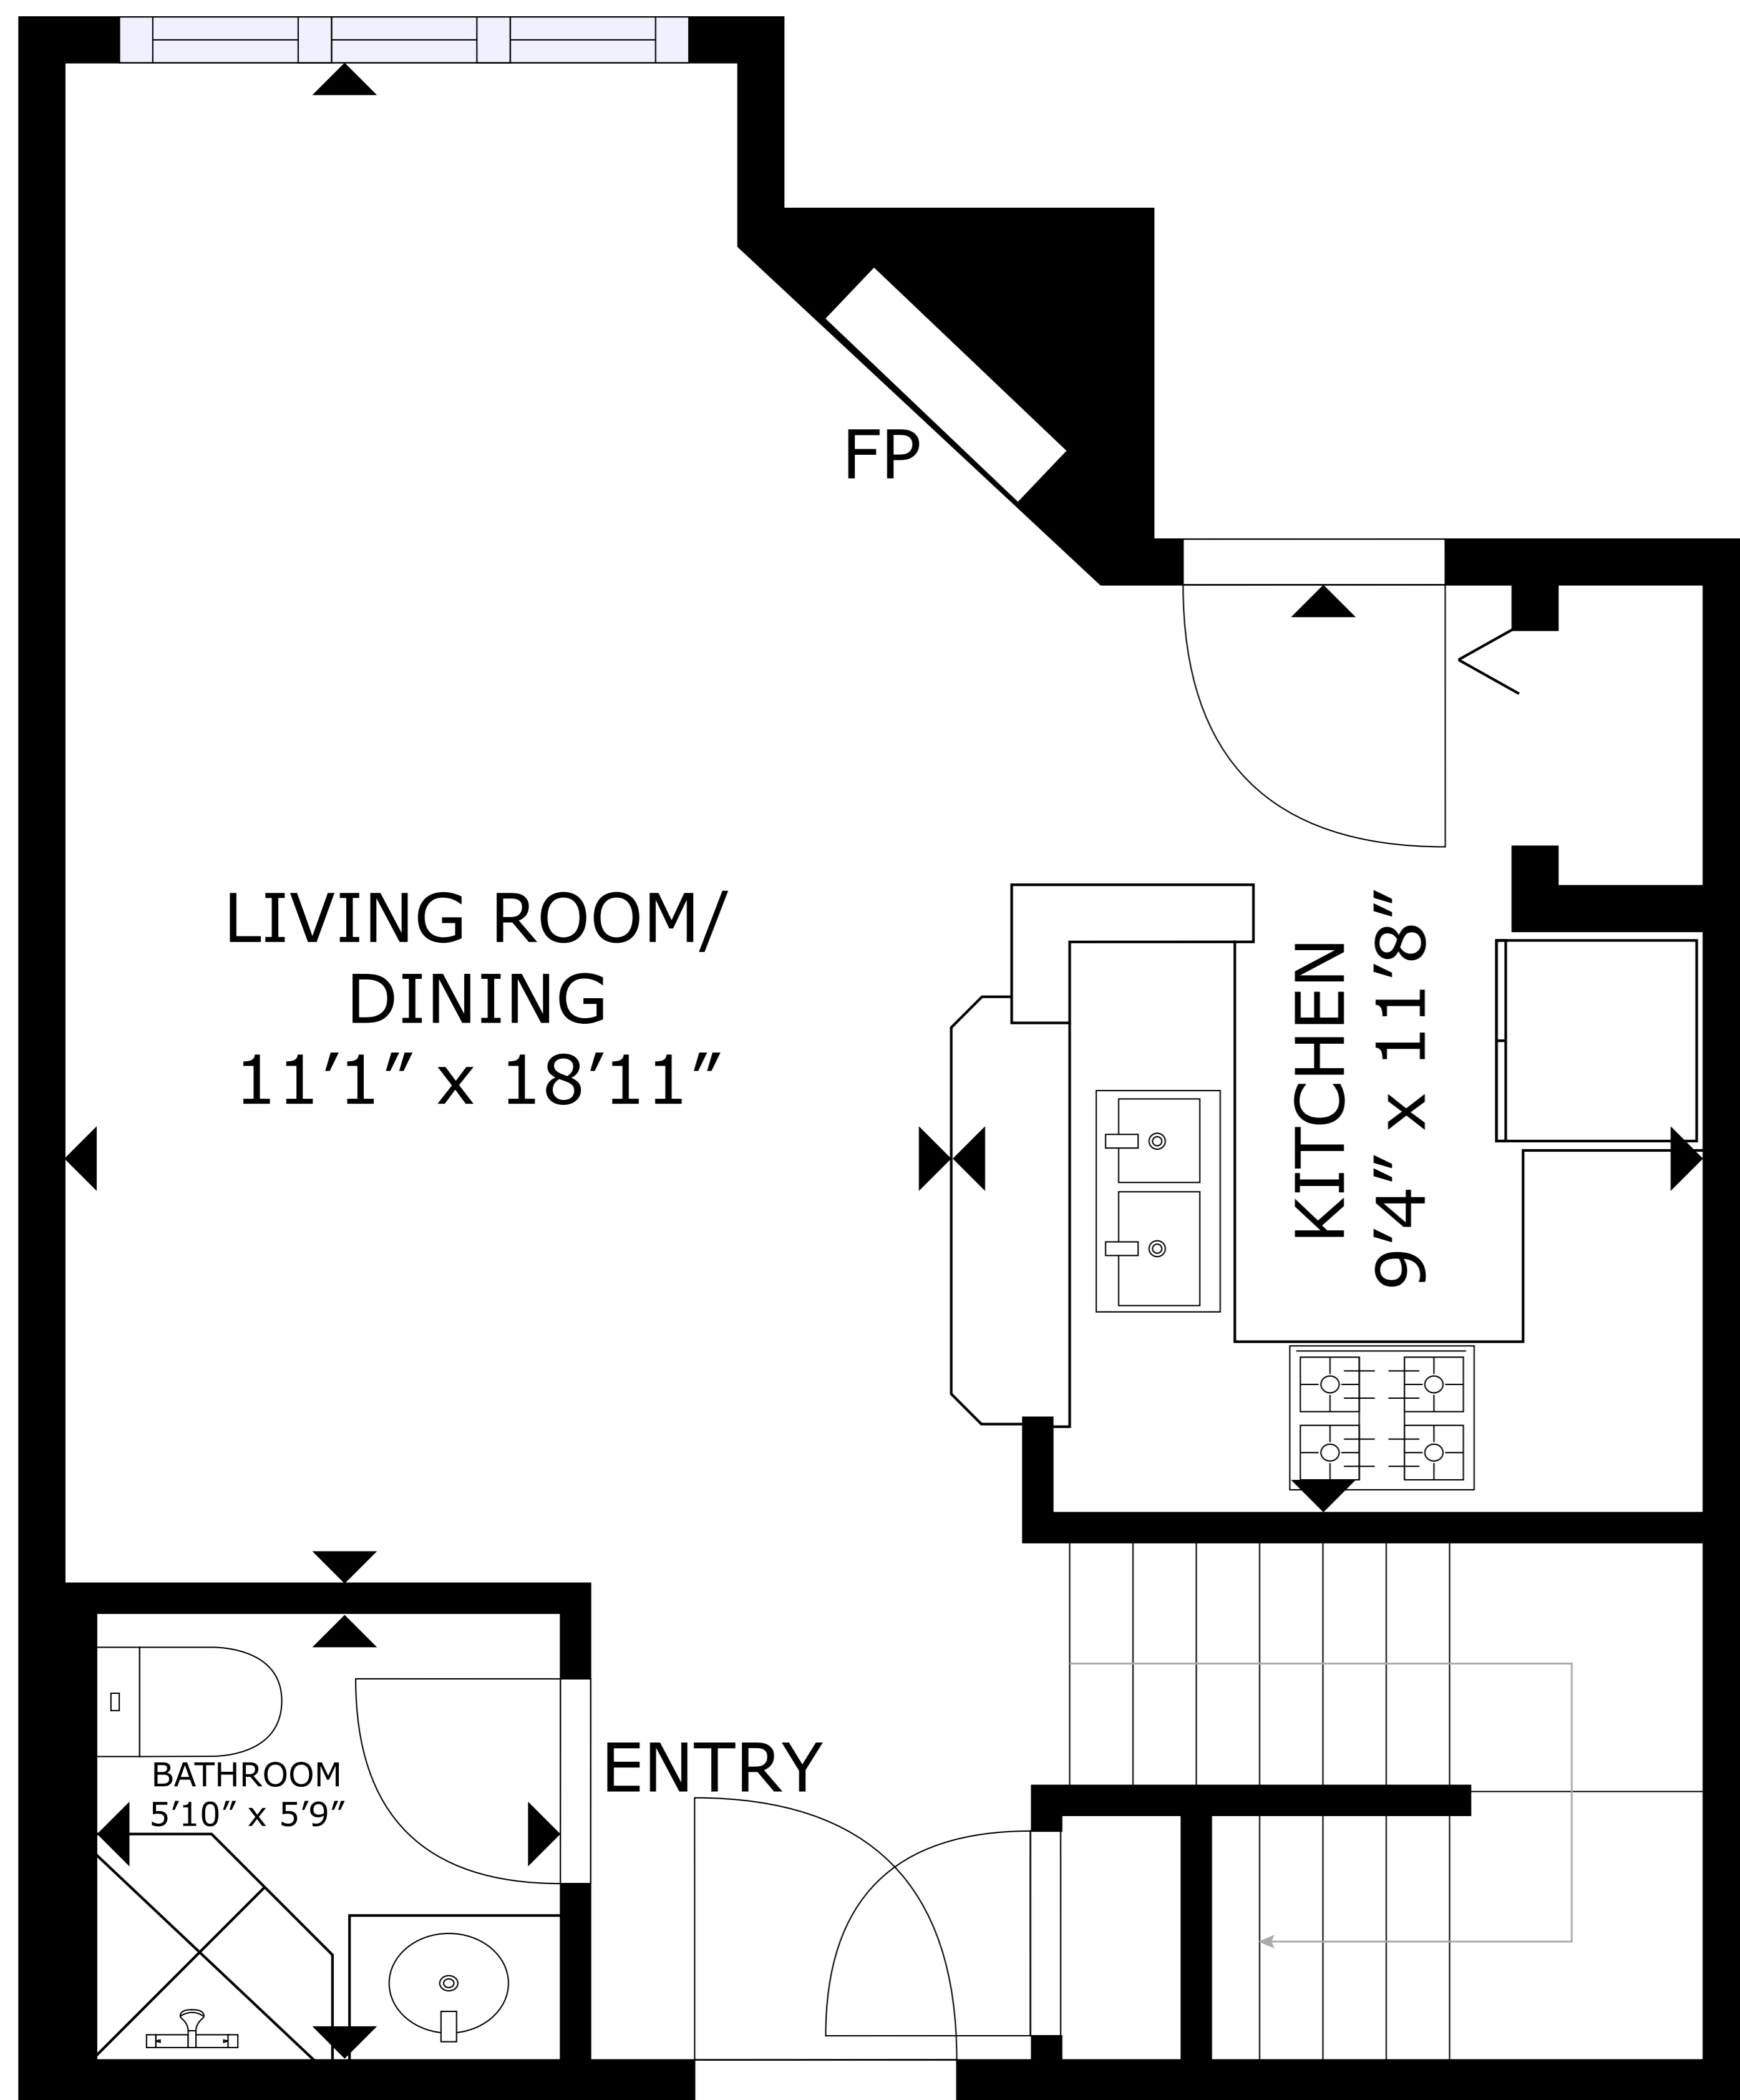 FP
LIVING ROOM/
DINING
11′1″ x 18′11″
KITCHEN
9′4″ x 11′8″
ENTRY
BATHROOM
5′10″ x 5′9″